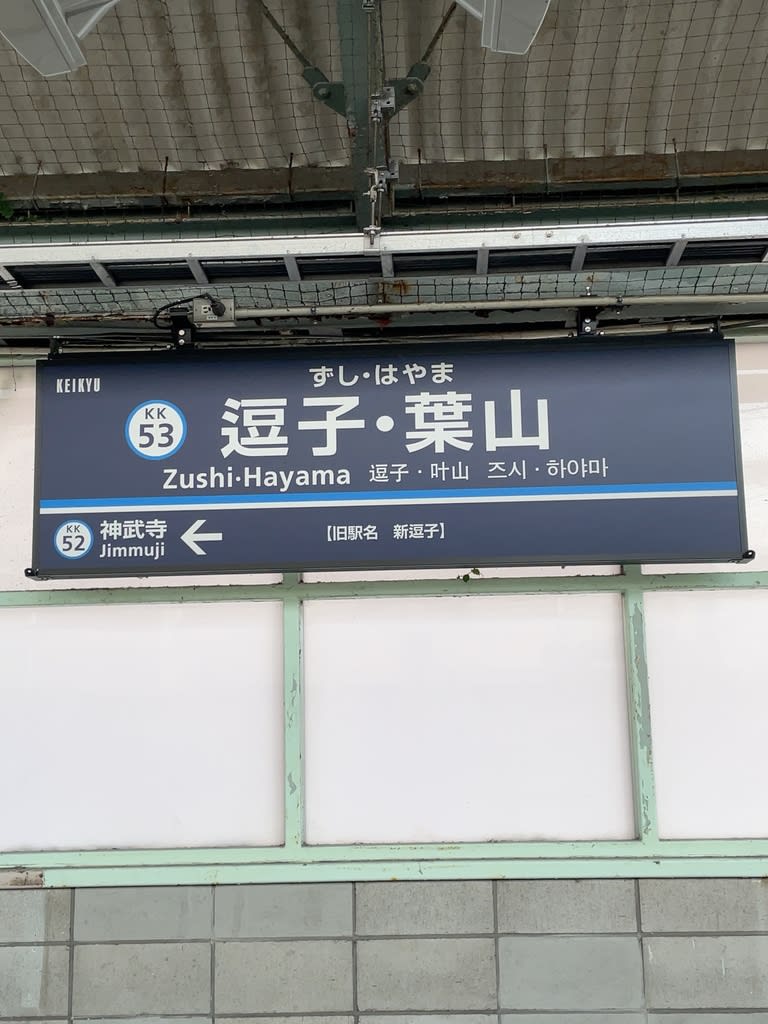 KEIKYU
ずし・はやま
KK
53
逗子・葉山
Zushi·Hayama 逗子・叶山 즈시・하야마
KK
52
神武寺
Jimmuji
←
【旧駅名 新逗子】